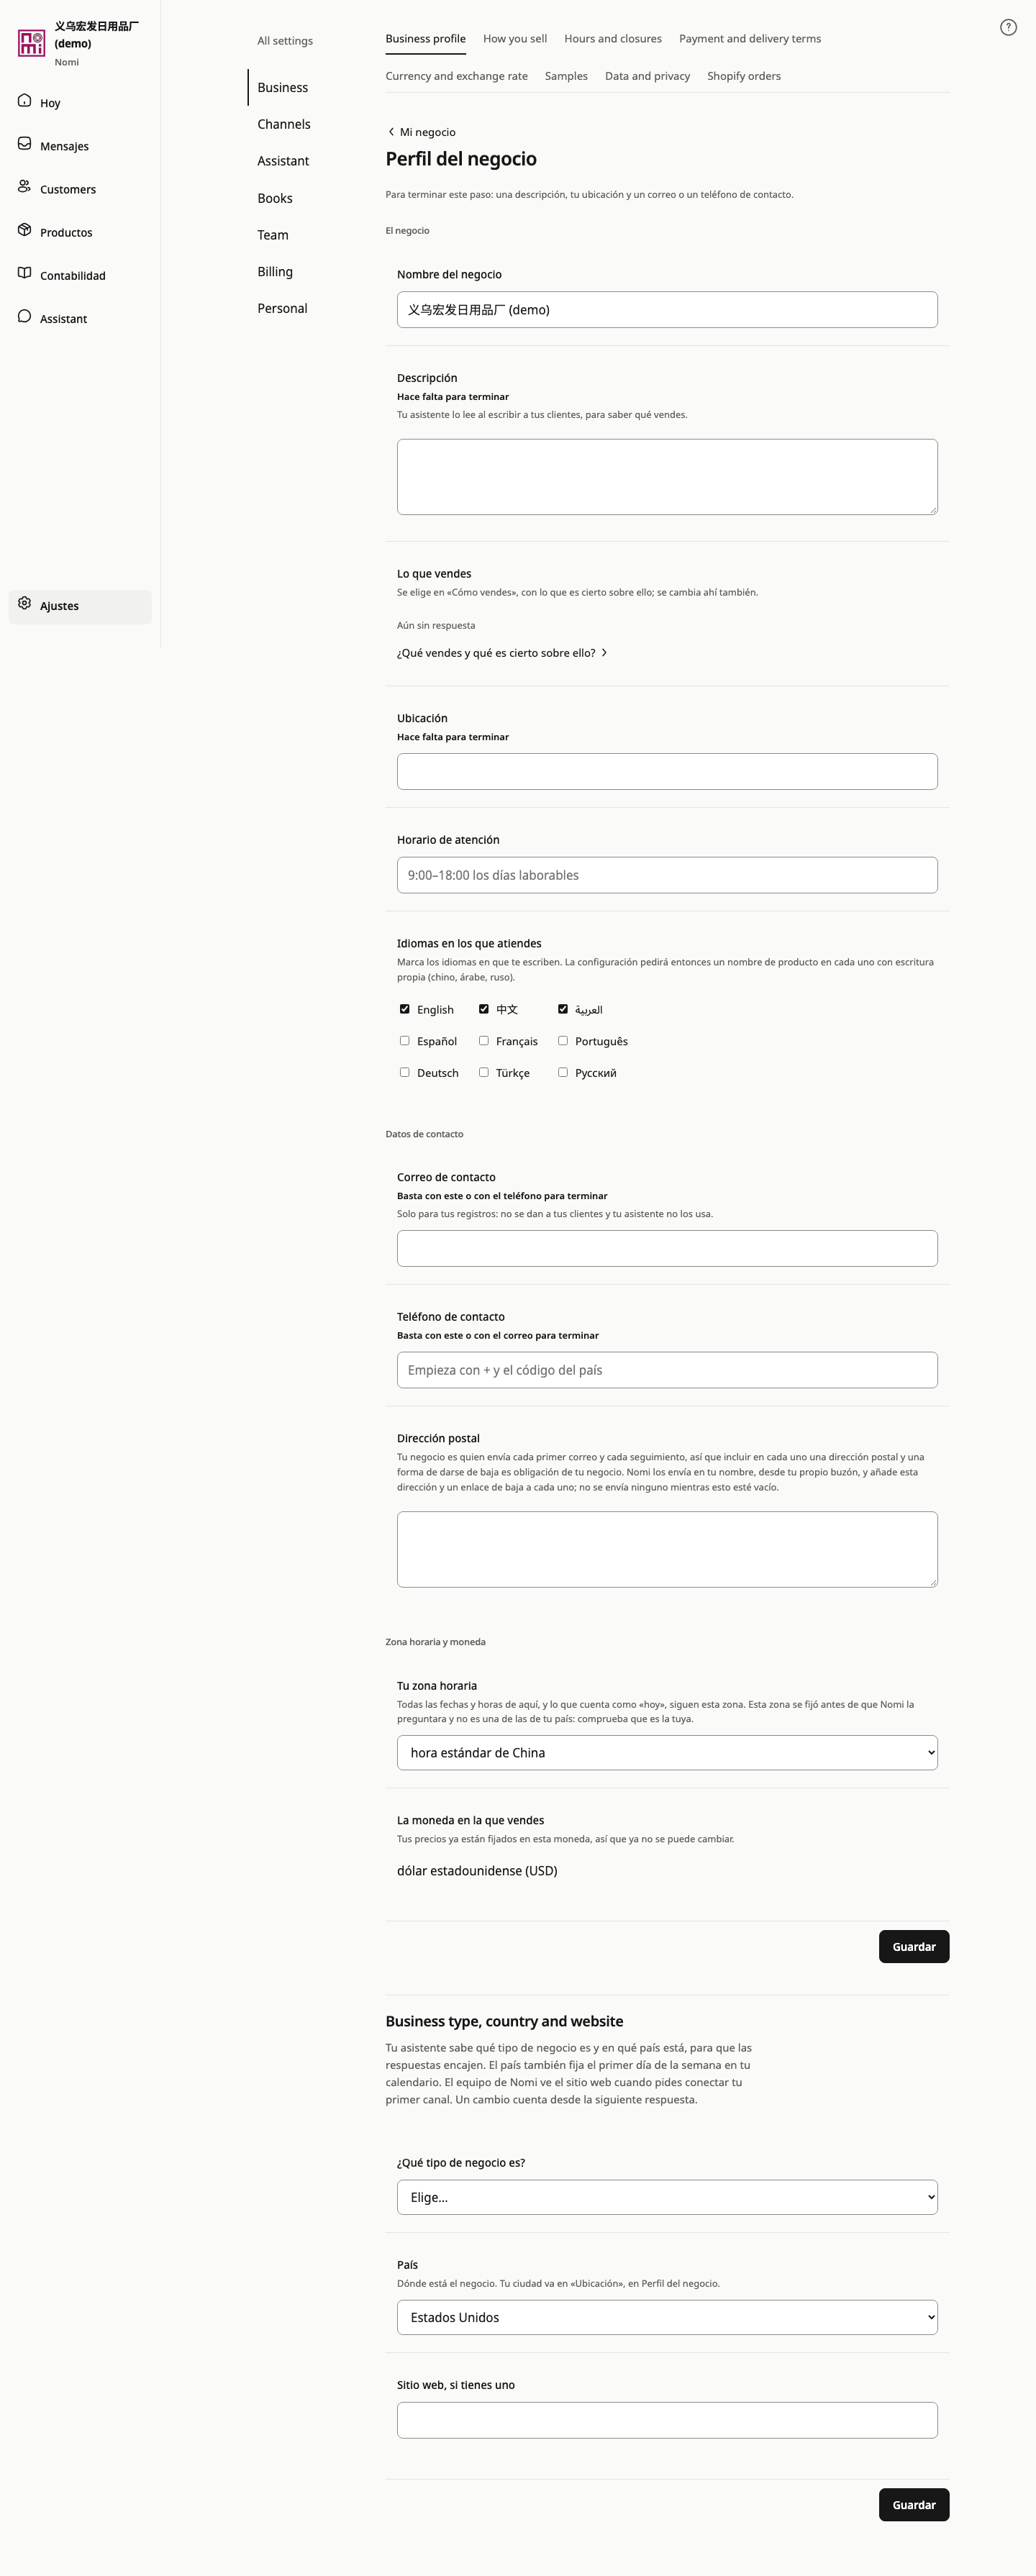 义乌宏发日用品厂
(demo)
Nomi
Hoy
Mensajes
Customers
Productos
Contabilidad
Assistant
Ajustes
All settings
Business
Channels
Assistant
Books
Team
Billing
Personal
Business profile How you sell Hours and closures Payment and delivery terms
Currency and exchange rate Samples Data and privacy Shopify orders
Mi negocio
Perfil del negocio
Para terminar este paso: una descripción, tu ubicación y un correo o un teléfono de contacto.
El negocio
Nombre del negocio
义乌宏发日用品厂 (demo)
Descripción
Hace falta para terminar
Tu asistente lo lee al escribir a tus clientes, para saber qué vendes.
Lo que vendes
Se elige en «Cómo vendes», con lo que es cierto sobre ello; se cambia ahí también.
Aún sin respuesta
¿Qué vendes y qué es cierto sobre ello?
Ubicación
Hace falta para terminar
Horario de atención
9:00–18:00 los días laborables
Idiomas en los que atiendes
Marca los idiomas en que te escriben. La configuración pedirá entonces un nombre de producto en cada uno con escritura
propia (chino, árabe, ruso).
English 中文 العربية
Español Français Português
Deutsch Türkçe Русский
Datos de contacto
Correo de contacto
Basta con este o con el teléfono para terminar
Solo para tus registros: no se dan a tus clientes y tu asistente no los usa.
Teléfono de contacto
Basta con este o con el correo para terminar
Empieza con + y el código del país
Dirección postal
Tu negocio es quien envía cada primer correo y cada seguimiento, así que incluir en cada uno una dirección postal y una
forma de darse de baja es obligación de tu negocio. Nomi los envía en tu nombre, desde tu propio buzón, y añade esta
dirección y un enlace de baja a cada uno; no se envía ninguno mientras esto esté vacío.
Zona horaria y moneda
Tu zona horaria
Todas las fechas y horas de aquí, y lo que cuenta como «hoy», siguen esta zona. Esta zona se fijó antes de que Nomi la
preguntara y no es una de las de tu país: comprueba que es la tuya.
hora estándar de China
La moneda en la que vendes
Tus precios ya están fijados en esta moneda, así que ya no se puede cambiar.
dólar estadounidense (USD)
Guardar
Business type, country and website
Tu asistente sabe qué tipo de negocio es y en qué país está, para que las
respuestas encajen. El país también fija el primer día de la semana en tu
calendario. El equipo de Nomi ve el sitio web cuando pides conectar tu
primer canal. Un cambio cuenta desde la siguiente respuesta.
¿Qué tipo de negocio es?
Elige…
País
Dónde está el negocio. Tu ciudad va en «Ubicación», en Perfil del negocio.
Estados Unidos
Sitio web, si tienes uno
Guardar